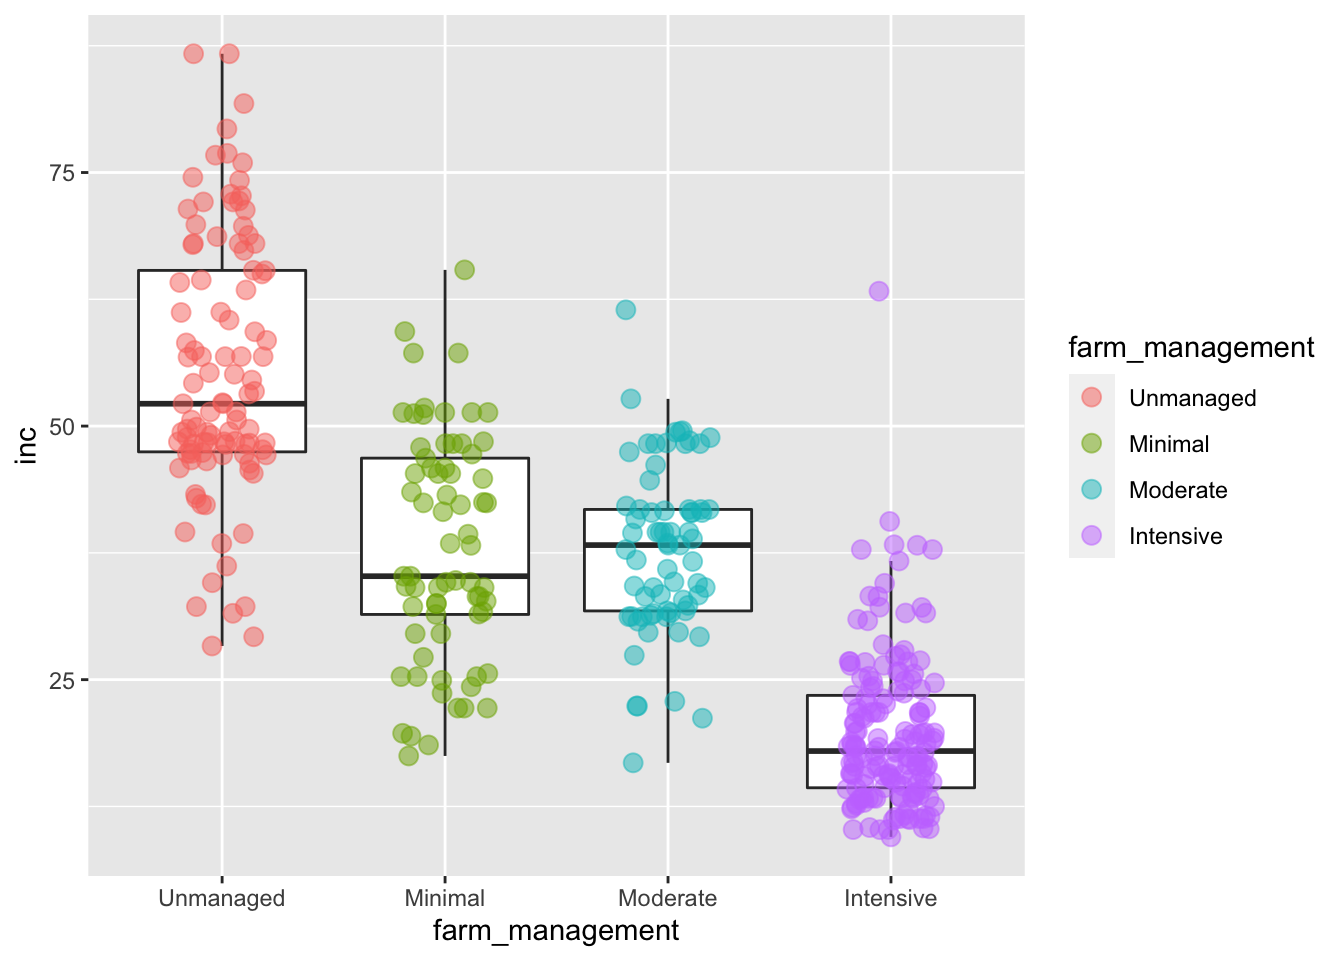 75
50
25
inc
Unmanaged
Minimal
Moderate
Intensive
farm_management
farm_management
Unmanaged
Minimal
Moderate
Intensive